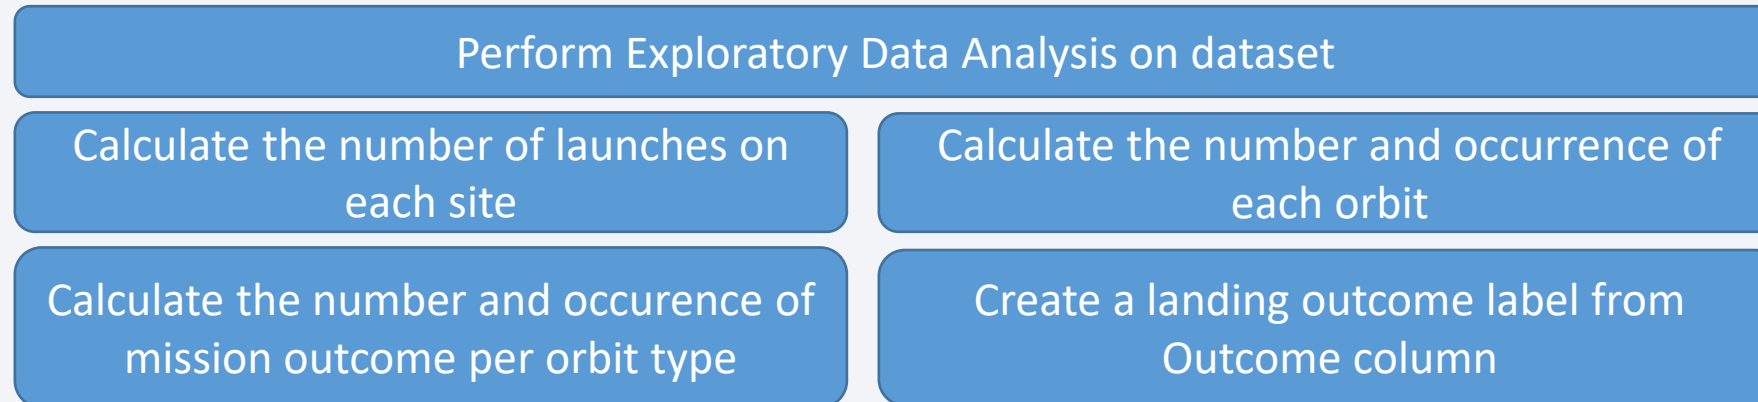 Perform Exploratory Data Analysis on dataset
Calculate the number of launches on
each site
Calculate the number and occurrence of
each orbit
Calculate the number and occurence of
mission outcome per orbit type
Create a landing outcome label from
Outcome column